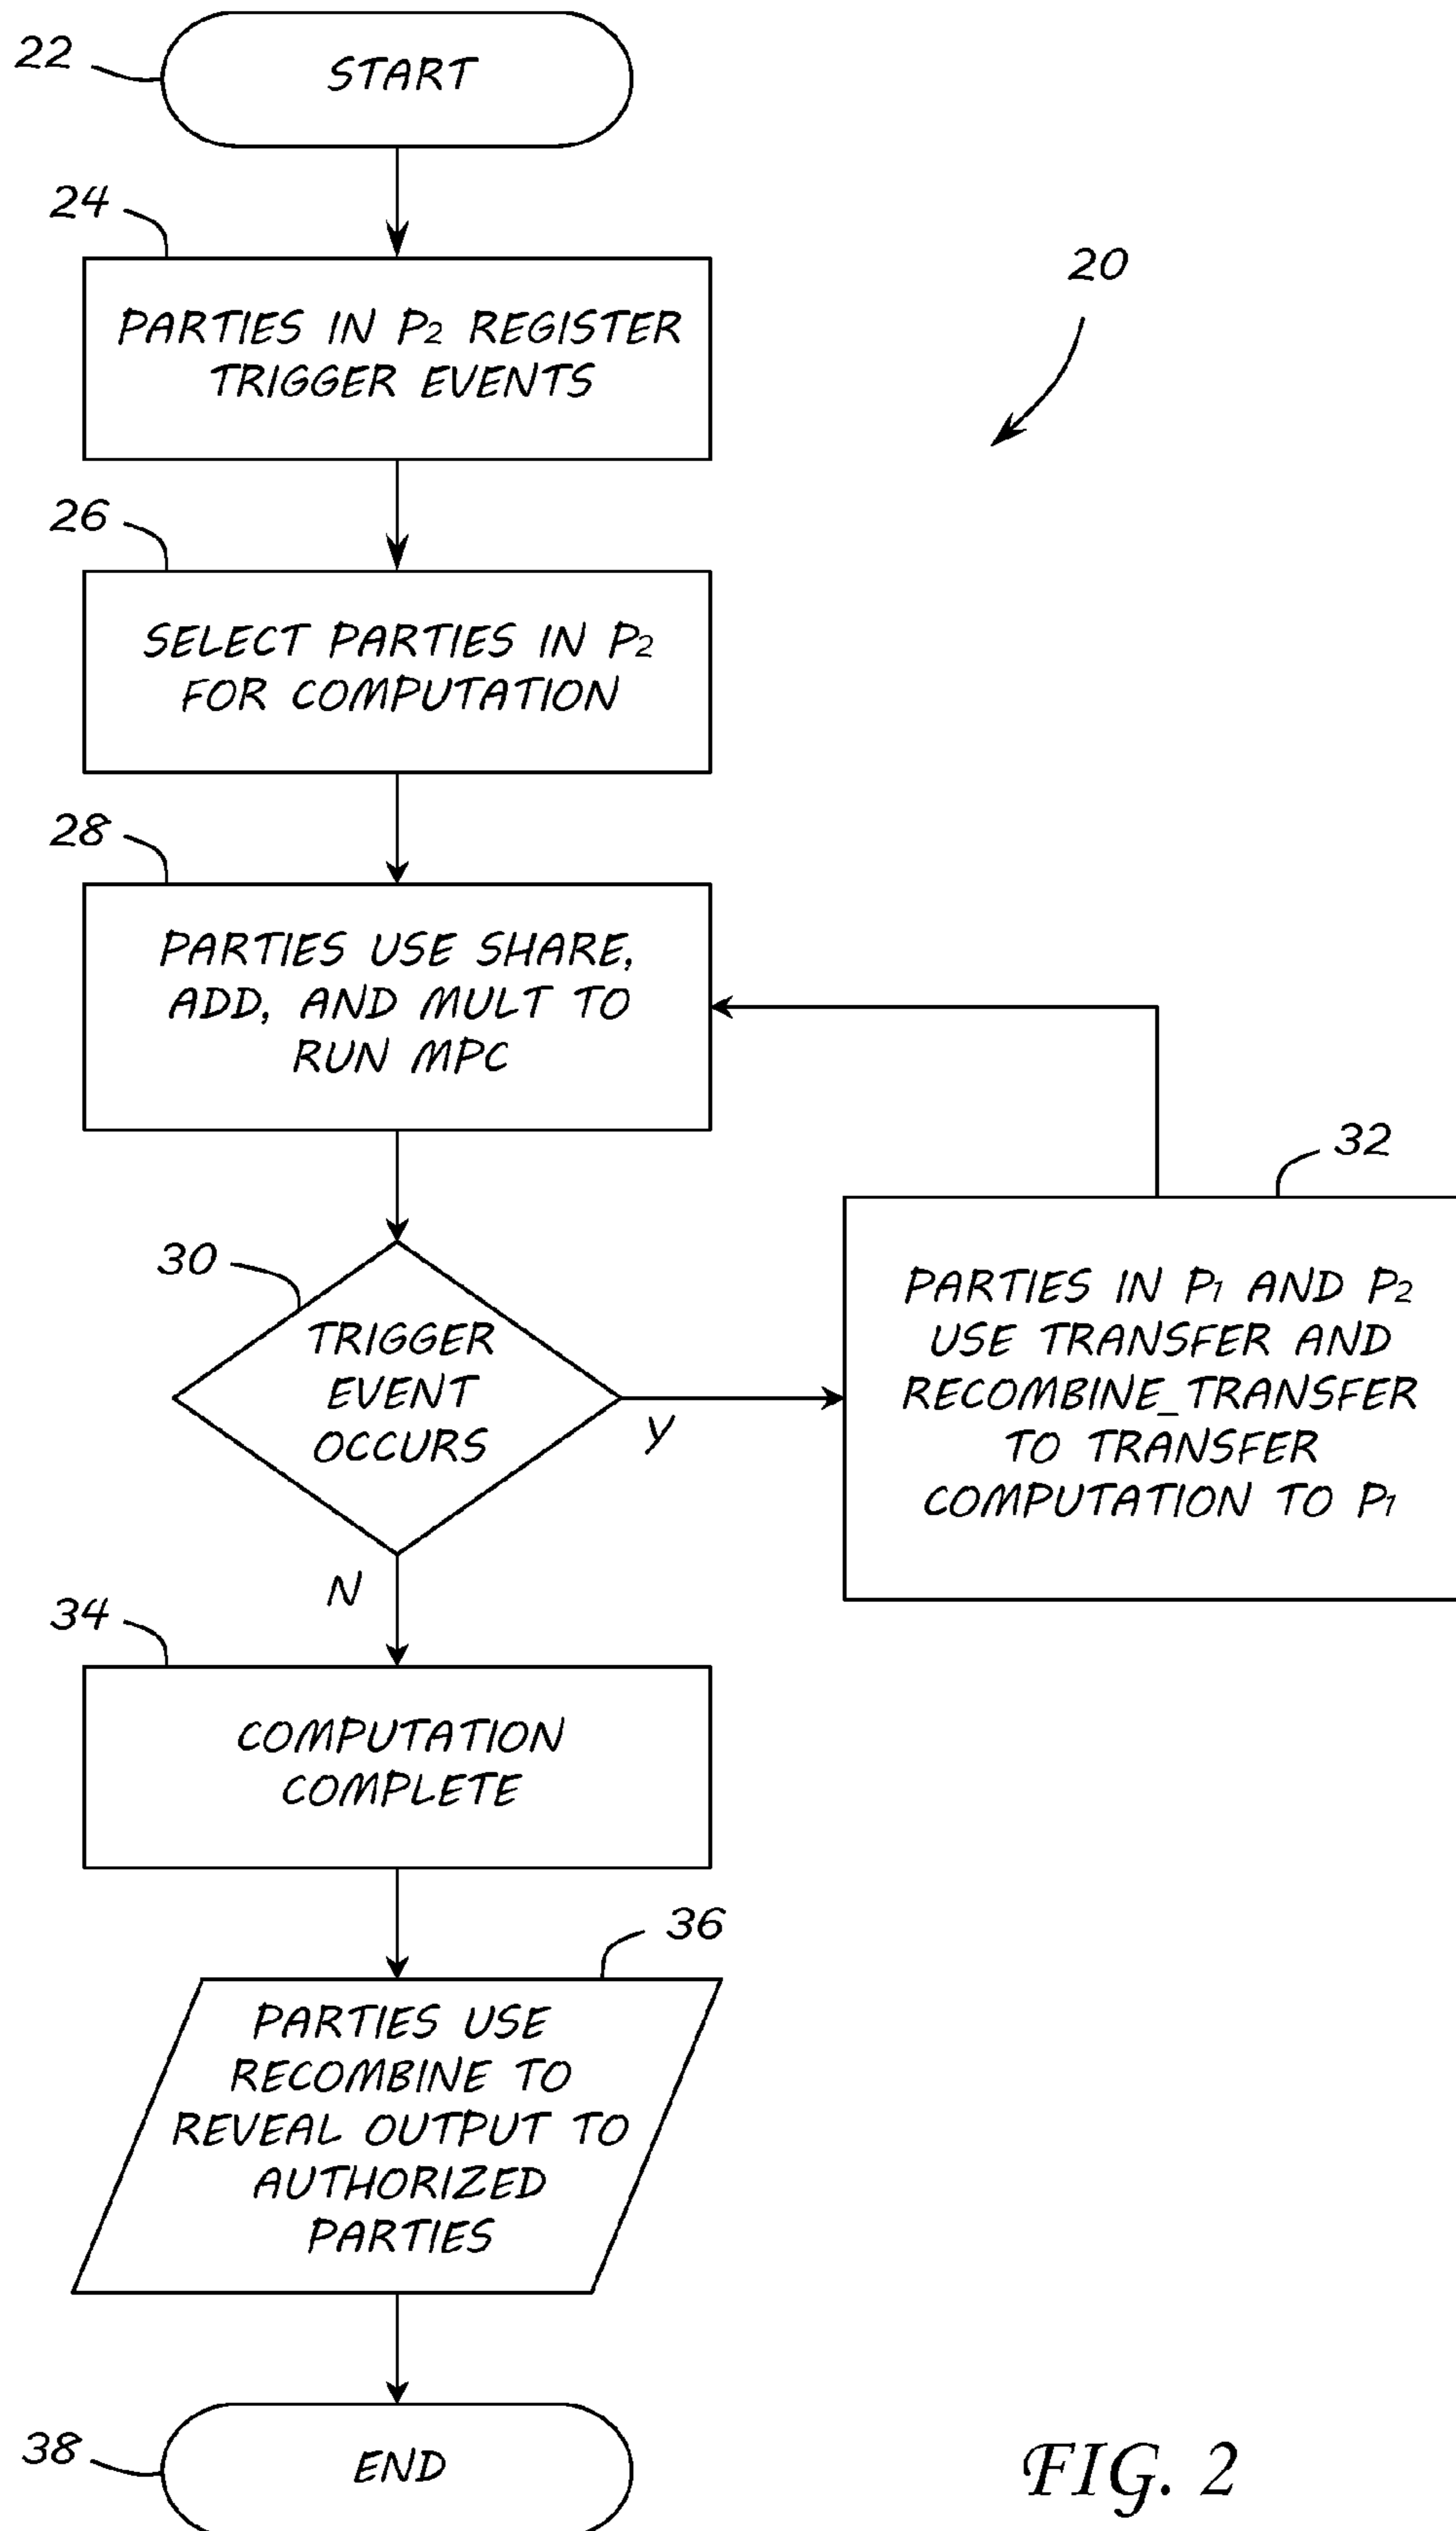 22
START
24
PARTIES IN P2 REGISTER
TRIGGER EVENTS
20
26
SELECT PARTIES IN P2
FOR COMPUTATION
28
PARTIES USE SHARE,
ADD, AND MULT TO
RUN MPC
30
TRIGGER
EVENT
OCCURS
Y
32
PARTIES IN P1 AND P2
USE TRANSFER AND
RECOMBINE_TRANSFER
TO TRANSFER
COMPUTATION TO P1
N
34
COMPUTATION
COMPLETE
36
PARTIES USE
RECOMBINE TO
REVEAL OUTPUT TO
AUTHORIZED
PARTIES
38
END
FIG. 2